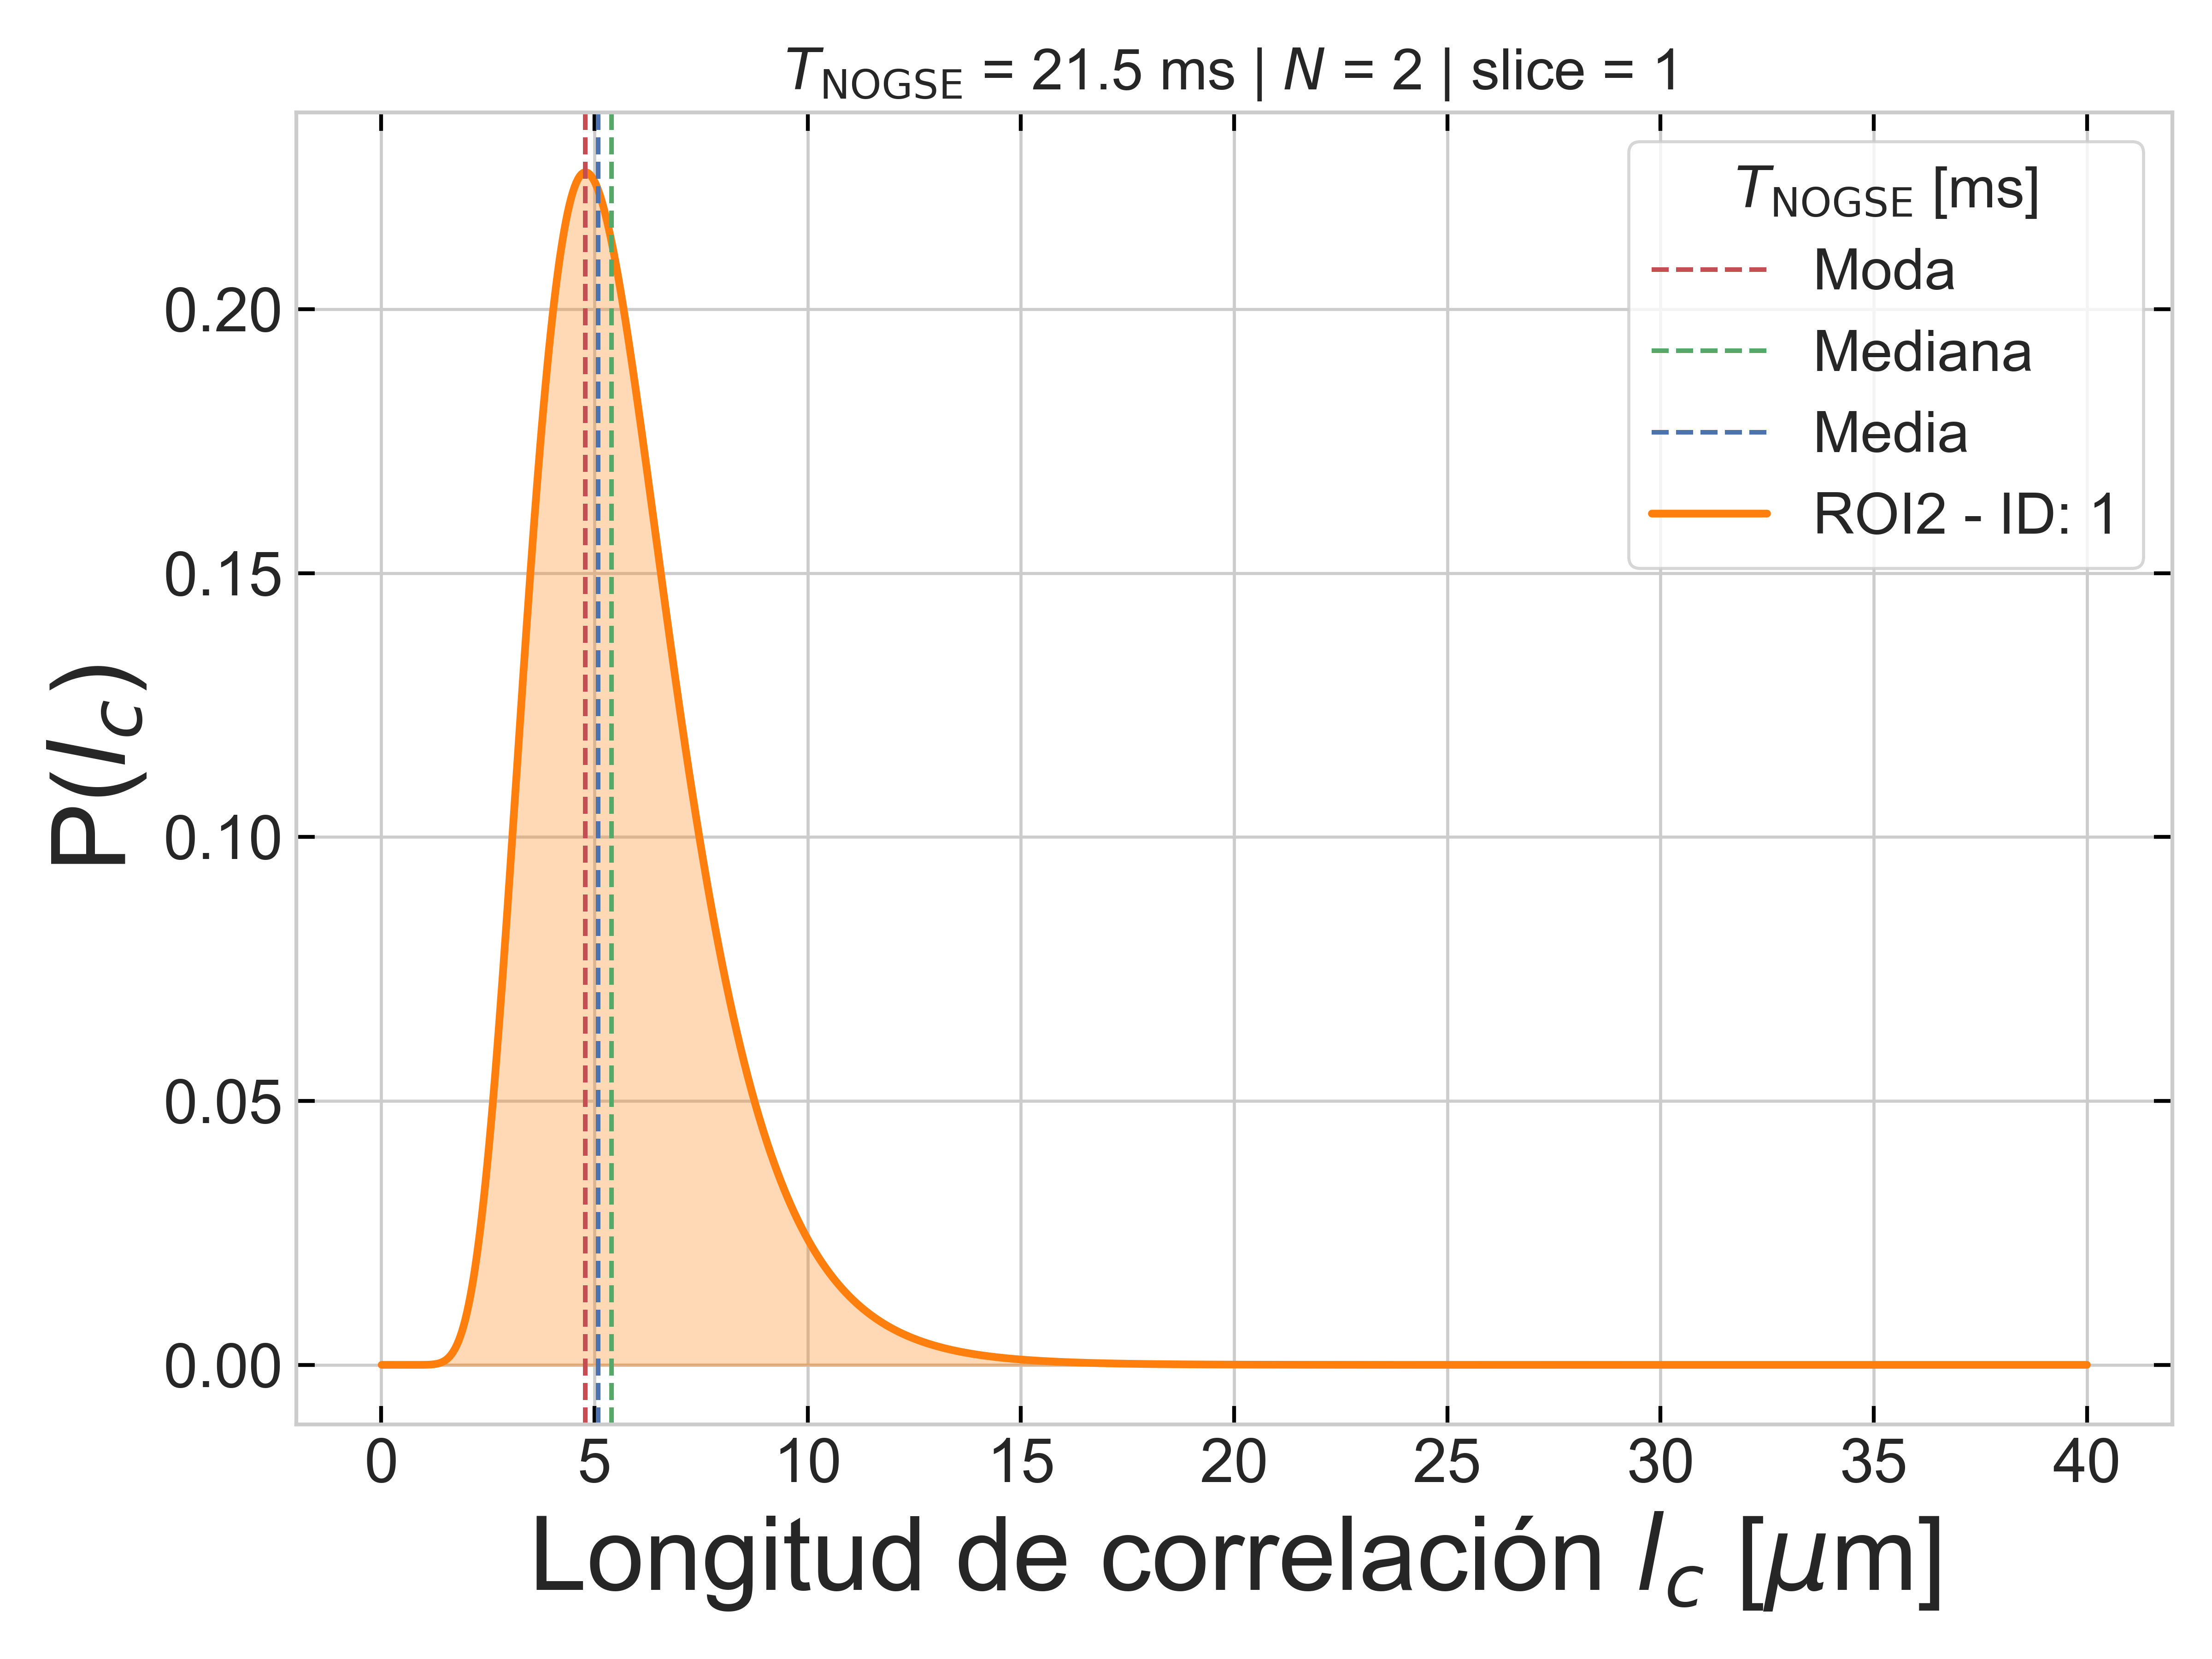 T_NOGSE = 21.5 ms | N = 2 | slice = 1
T_NOGSE [ms]
Moda
Mediana
Media
ROI2 - ID: 1
P(l_c)
0.20
0.15
0.10
0.05
0.00
0 5 10 15 20 25 30 35 40
Longitud de correlación l_c [μm]